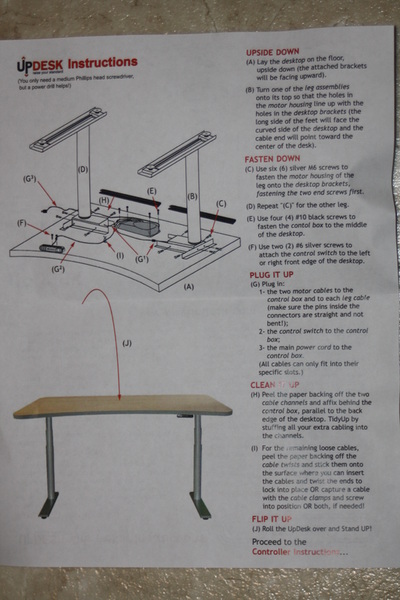 UPDESK Instructions
(You only need a medium Phillips head screwdriver,
but a power drill helps!)
(D)
(G³)
(H)
(E)
(B)
(C)
(F)
(G²)
(I)
(G¹)
(A)
(J)
UPSIDE DOWN
(A) Lay the desktop on the floor,
upside down (the attached brackets
will be facing upward).
(B) Turn one of the leg assemblies
onto its top so that the holes in
the motor housing line up with the
holes in the desktop brackets (the
long side of the feet will face the
curved side of the desktop and the
cable end will point toward the
center of the desk).
FASTEN DOWN
(C) Use six (6) silver M6 screws to
fasten the motor housing of the
leg onto the desktop brackets,
fastening the two end screws first.
(D) Repeat "(C)" for the other leg.
(E) Use four (4) #10 black screws to
fasten the contol box to the middle
of the desktop.
(F) Use two (2) #6 silver screws to
attach the control switch to the left
or right front edge of the desktop.
PLUG IT UP
(G) Plug in:
1- the two motor cables to the
control box and to each leg cable
(make sure the pins inside the
connectors are straight and not
bent!);
2- the control switch to the control
box;
3- the main power cord to the
control box.
(All cables can only fit into their
specific slots.)
CLEAN IT UP
(H) Peel the paper backing off the two
cable channels and affix behind the
control box, parallel to the back
edge of the desktop. TidyUp by
stuffing all your extra cabling into
the channels.
(I) For the remaining loose cables,
peel the paper backing off the
cable twists and stick them onto
the surface where you can insert
the cables and twist the ends to
lock into place OR capture a cable
with the cable clamps and screw
into position OR both, if needed!
FLIP IT UP
(J) Roll the UpDesk over and Stand UP!
Proceed to the
Controller Instructions...